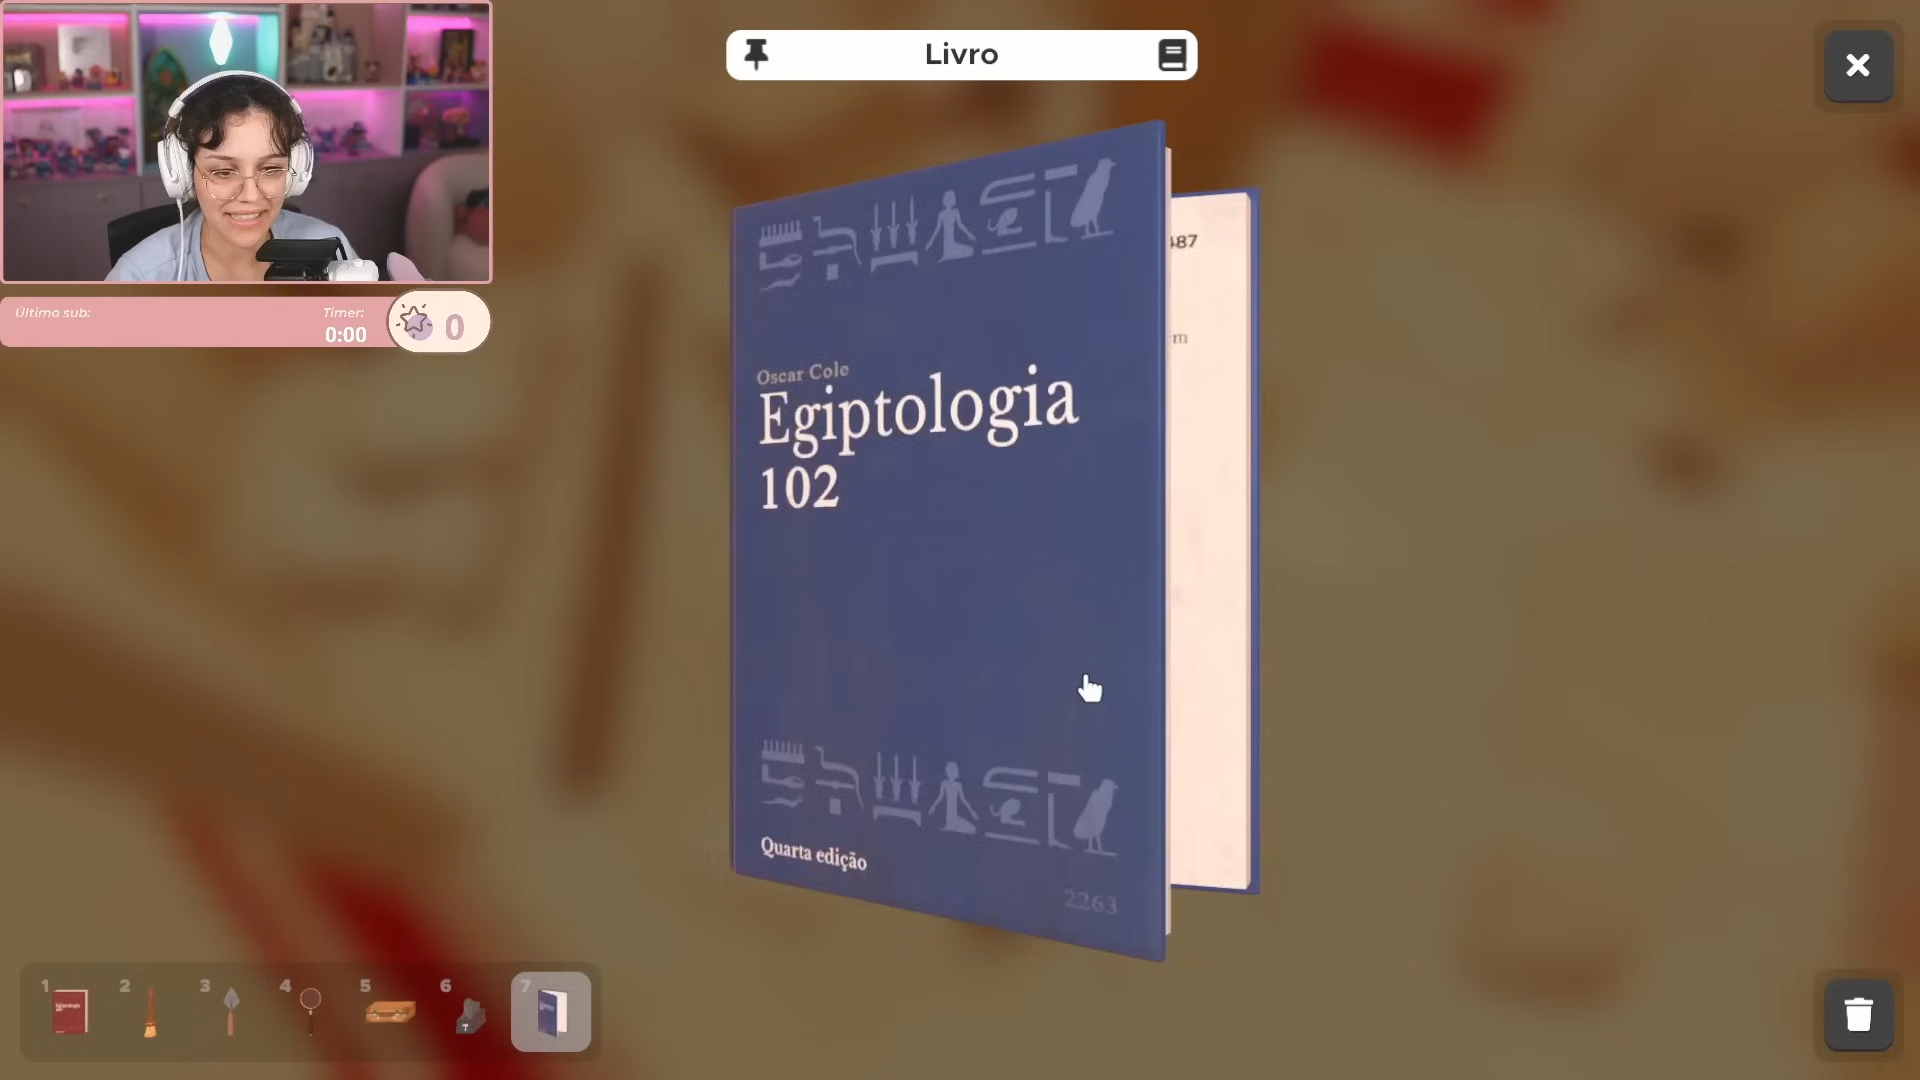 Livro
Último sub:
Timer:
0:00
0
487
m
Oscar Cole
Egiptologia
102
Quarta edição
2263
1
2
3
4
5
6
7
T